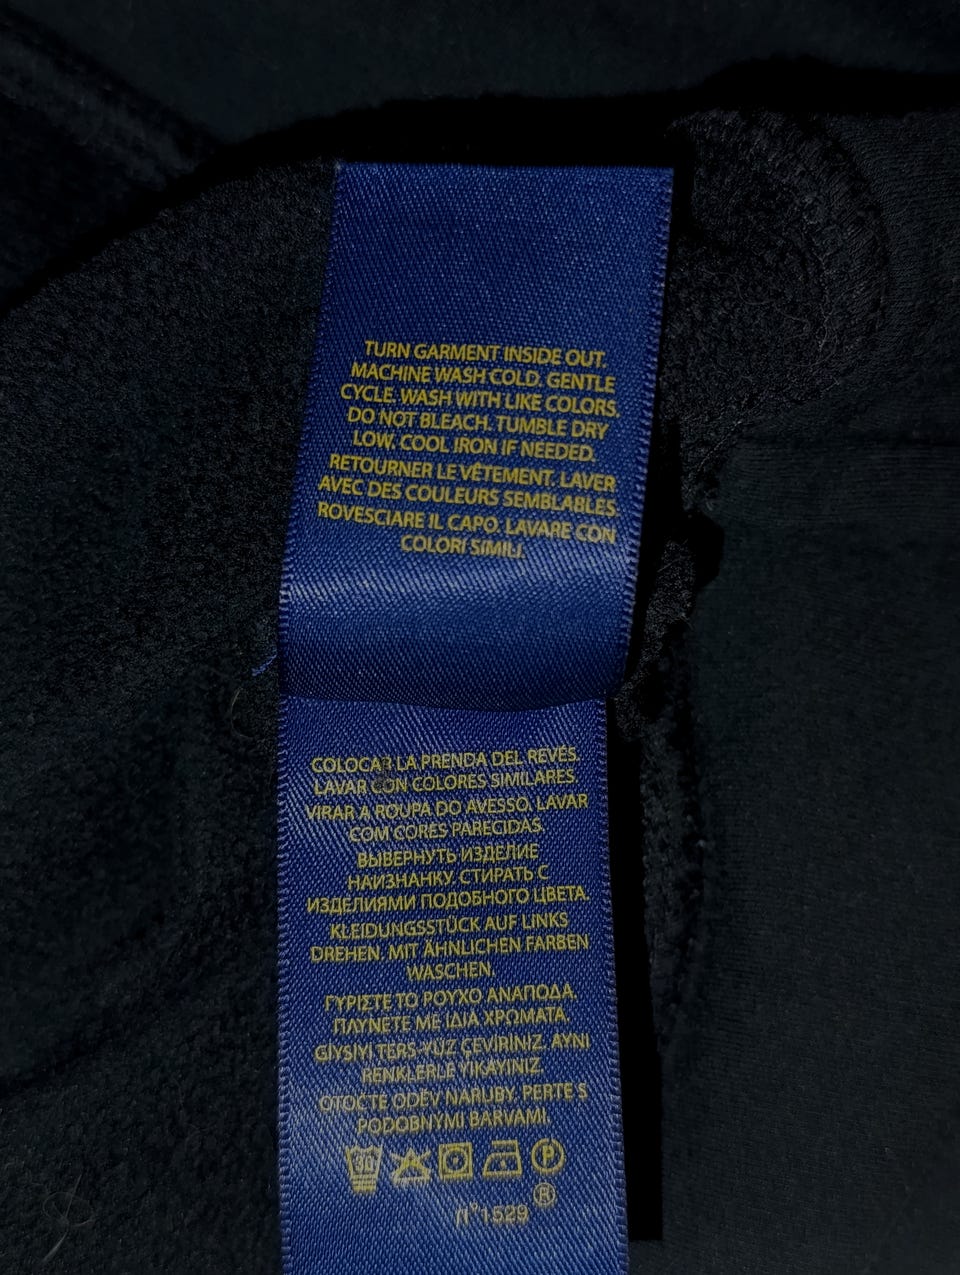 TURN GARMENT INSIDE OUT.
MACHINE WASH COLD. GENTLE
CYCLE. WASH WITH LIKE COLORS.
DO NOT BLEACH. TUMBLE DRY
LOW. COOL IRON IF NEEDED.
RETOURNER LE VÊTEMENT. LAVER
AVEC DES COULEURS SEMBLABLES.
ROVESCIARE IL CAPO. LAVARE CON
COLORI SIMILI.
COLOCAR LA PRENDA DEL REVÉS.
LAVAR CON COLORES SIMILARES.
VIRAR A ROUPA DO AVESSO. LAVAR
COM CORES PARECIDAS.
ВЫВЕРНУТЬ ИЗДЕЛИЕ
НАИЗНАНКУ. СТИРАТЬ С
ИЗДЕЛИЯМИ ПОДОБНОГО ЦВЕТА.
KLEIDUNGSSTÜCK AUF LINKS
DREHEN. MIT ÄHNLICHEN FARBEN
WASCHEN.
ΓΥΡΙΣΤΕ ΤΟ ΡΟΥΧΟ ΑΝΑΠΟΔΑ.
ΠΛΥΝΕΤΕ ΜΕ ΙΔΙΑ ΧΡΩΜΑΤΑ.
GİYSİYİ TERS-YÜZ ÇEVİRİNİZ. AYNI
RENKLERLE YIKAYINIZ.
OTOČTE ODĚV NARUBY. PERTE S
PODOBNÝMI BARVAMI.
30 P
®
n°1529